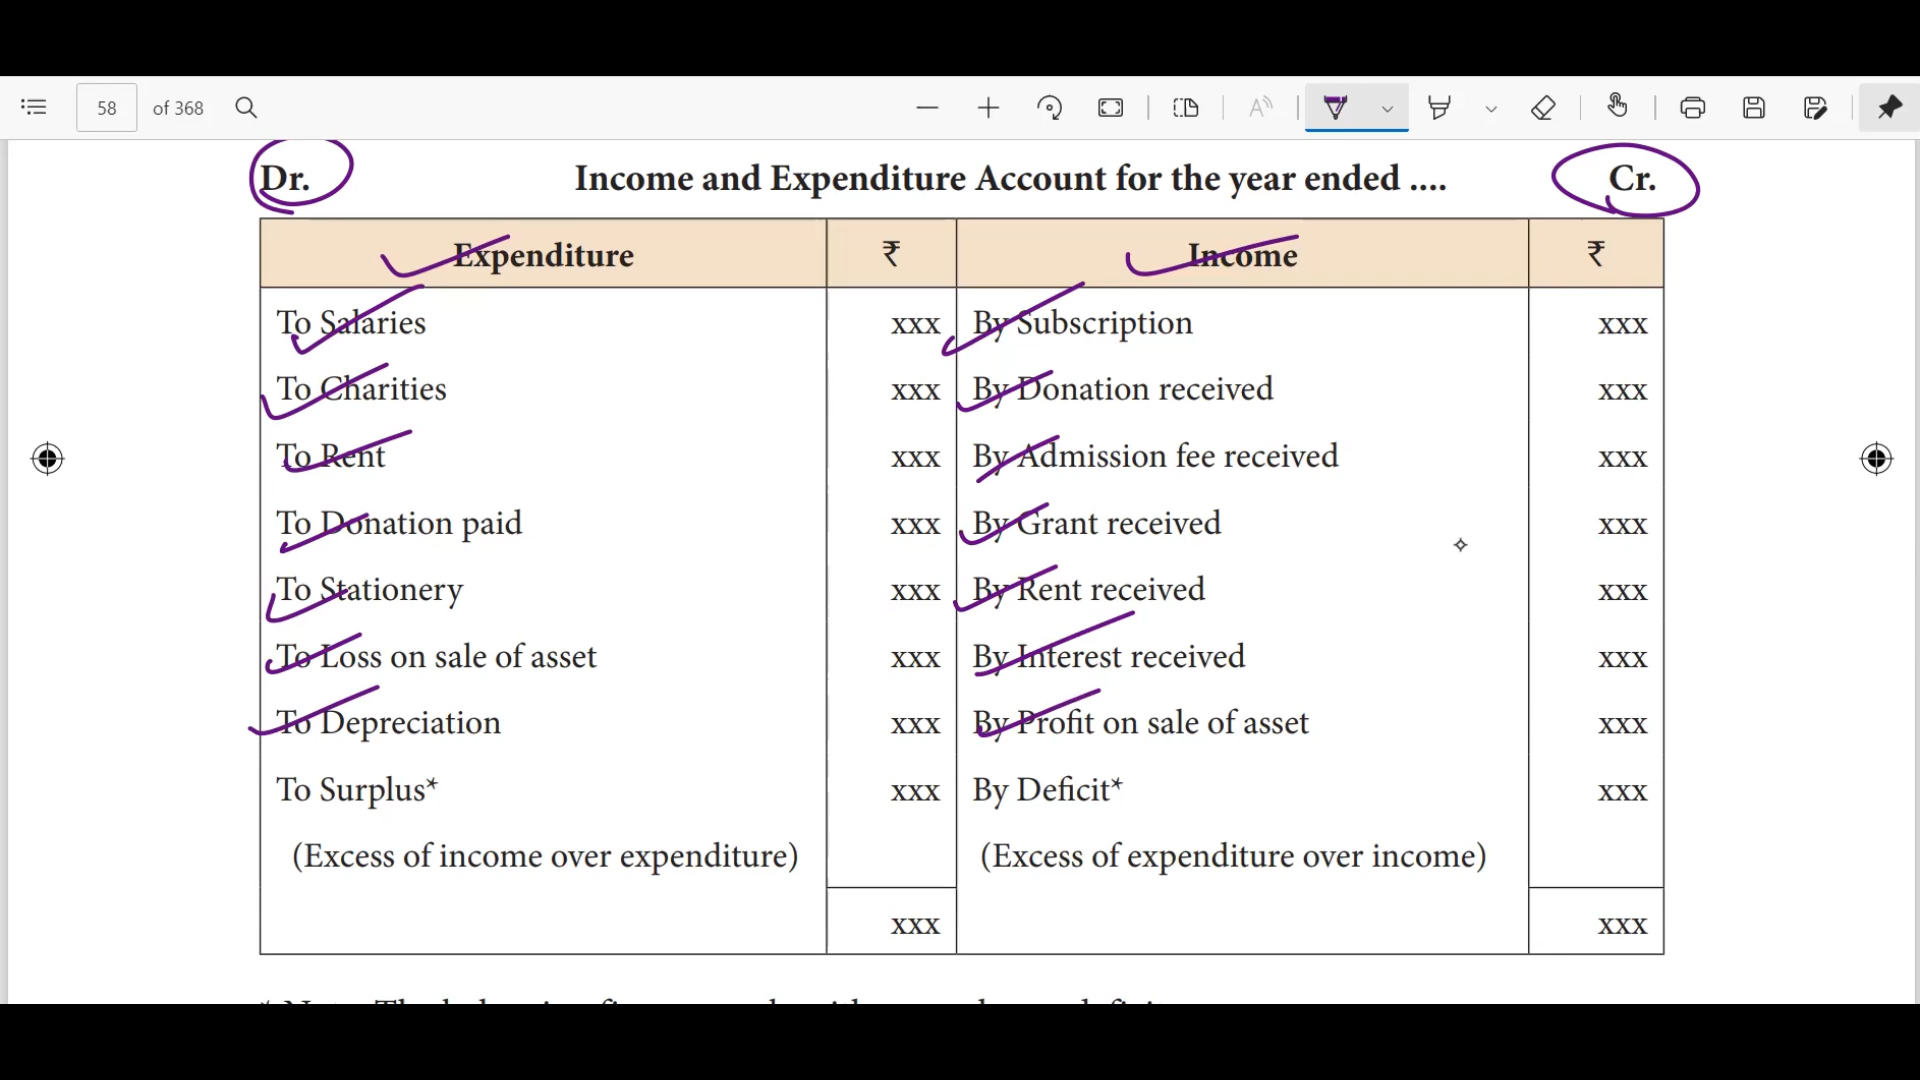 58 of 368
Dr. Income and Expenditure Account for the year ended .... Cr.
Expenditure ₹ Income ₹
To Salaries xxx By Subscription xxx
To Charities xxx By Donation received xxx
To Rent xxx By Admission fee received xxx
To Donation paid xxx By Grant received xxx
To Stationery xxx By Rent received xxx
To Loss on sale of asset xxx By Interest received xxx
To Depreciation xxx By Profit on sale of asset xxx
To Surplus* xxx By Deficit* xxx
(Excess of income over expenditure) (Excess of expenditure over income)
xxx xxx